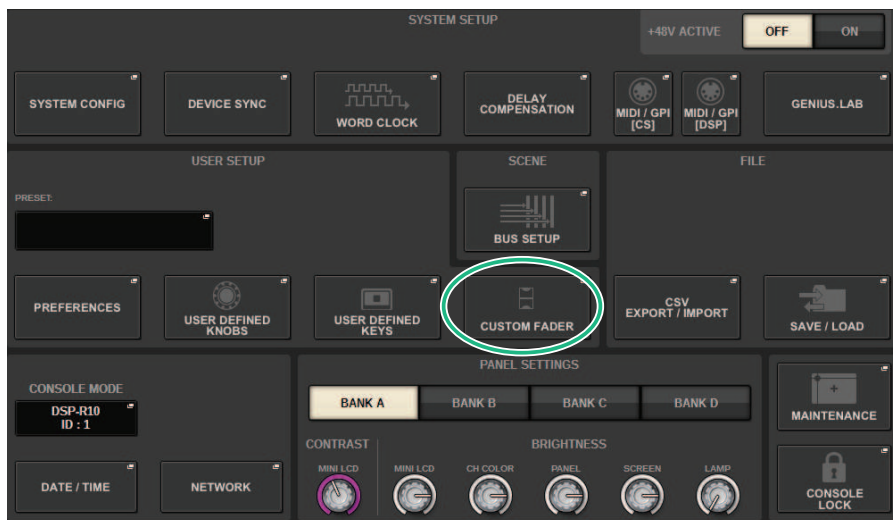 SYSTEM SETUP
+48V ACTIVE
OFF
ON
SYSTEM CONFIG
DEVICE SYNC
WORD CLOCK
DELAY
COMPENSATION
MIDI / GPI
[CS]
MIDI / GPI
[DSP]
GENIUS.LAB
USER SETUP
SCENE
FILE
PRESET:
BUS SETUP
PREFERENCES
USER DEFINED
KNOBS
USER DEFINED
KEYS
CUSTOM FADER
CSV
EXPORT / IMPORT
SAVE / LOAD
CONSOLE MODE
DSP-R10
ID : 1
PANEL SETTINGS
BANK A
BANK B
BANK C
BANK D
MAINTENANCE
CONTRAST
BRIGHTNESS
MINI LCD
MINI LCD
CH COLOR
PANEL
SCREEN
LAMP
DATE / TIME
NETWORK
CONSOLE
LOCK